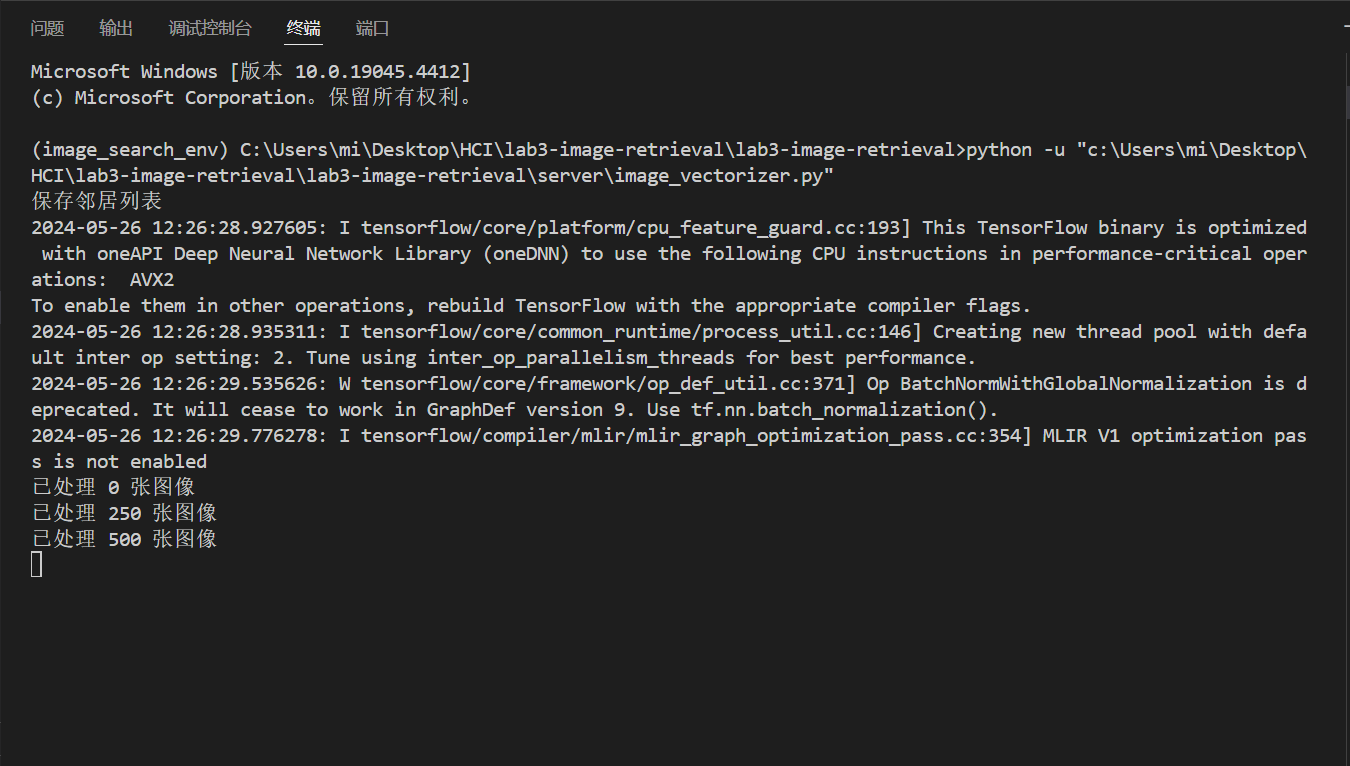 问题 输出 调试控制台 终端 端口
Microsoft Windows [版本 10.0.19045.4412]
(c) Microsoft Corporation。保留所有权利。
(image_search_env) C:\Users\mi\Desktop\HCI\lab3-image-retrieval\lab3-image-retrieval>python -u "c:\Users\mi\Desktop\
HCI\lab3-image-retrieval\lab3-image-retrieval\server\image_vectorizer.py"
保存邻居列表
2024-05-26 12:26:28.927605: I tensorflow/core/platform/cpu_feature_guard.cc:193] This TensorFlow binary is optimized
 with oneAPI Deep Neural Network Library (oneDNN) to use the following CPU instructions in performance-critical oper
ations:  AVX2
To enable them in other operations, rebuild TensorFlow with the appropriate compiler flags.
2024-05-26 12:26:28.935311: I tensorflow/core/common_runtime/process_util.cc:146] Creating new thread pool with defa
ult inter op setting: 2. Tune using inter_op_parallelism_threads for best performance.
2024-05-26 12:26:29.535626: W tensorflow/core/framework/op_def_util.cc:371] Op BatchNormWithGlobalNormalization is d
eprecated. It will cease to work in GraphDef version 9. Use tf.nn.batch_normalization().
2024-05-26 12:26:29.776278: I tensorflow/compiler/mlir/mlir_graph_optimization_pass.cc:354] MLIR V1 optimization pas
s is not enabled
已处理 0 张图像
已处理 250 张图像
已处理 500 张图像